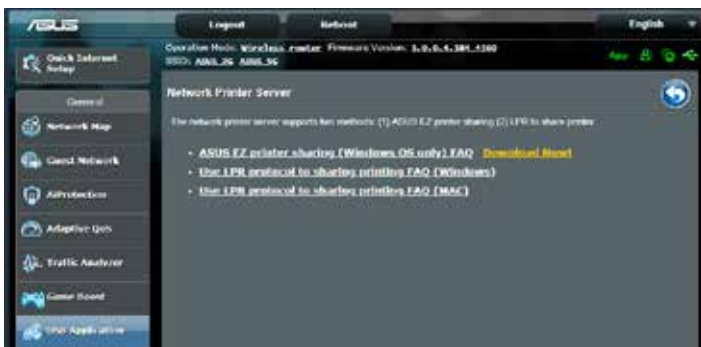 ASUS
Logout
Reboot
English
Quick Internet Setup
Operation Mode: Wireless router Firmware Version: 3.0.0.4.384_4360
SSID: ASUS_2G ASUS_5G
App
General
Network Map
Guest Network
AiProtection
Adaptive QoS
Traffic Analyzer
Game Boost
USB Application
Network Printer Server
The network printer server supports two methods: (1) ASUS EZ printer sharing (2) LPR to share printer
ASUS EZ printer sharing (Windows OS only) FAQ Download Now!
Use LPR protocol to sharing printing FAQ (Windows)
Use LPR protocol to sharing printing FAQ (MAC)